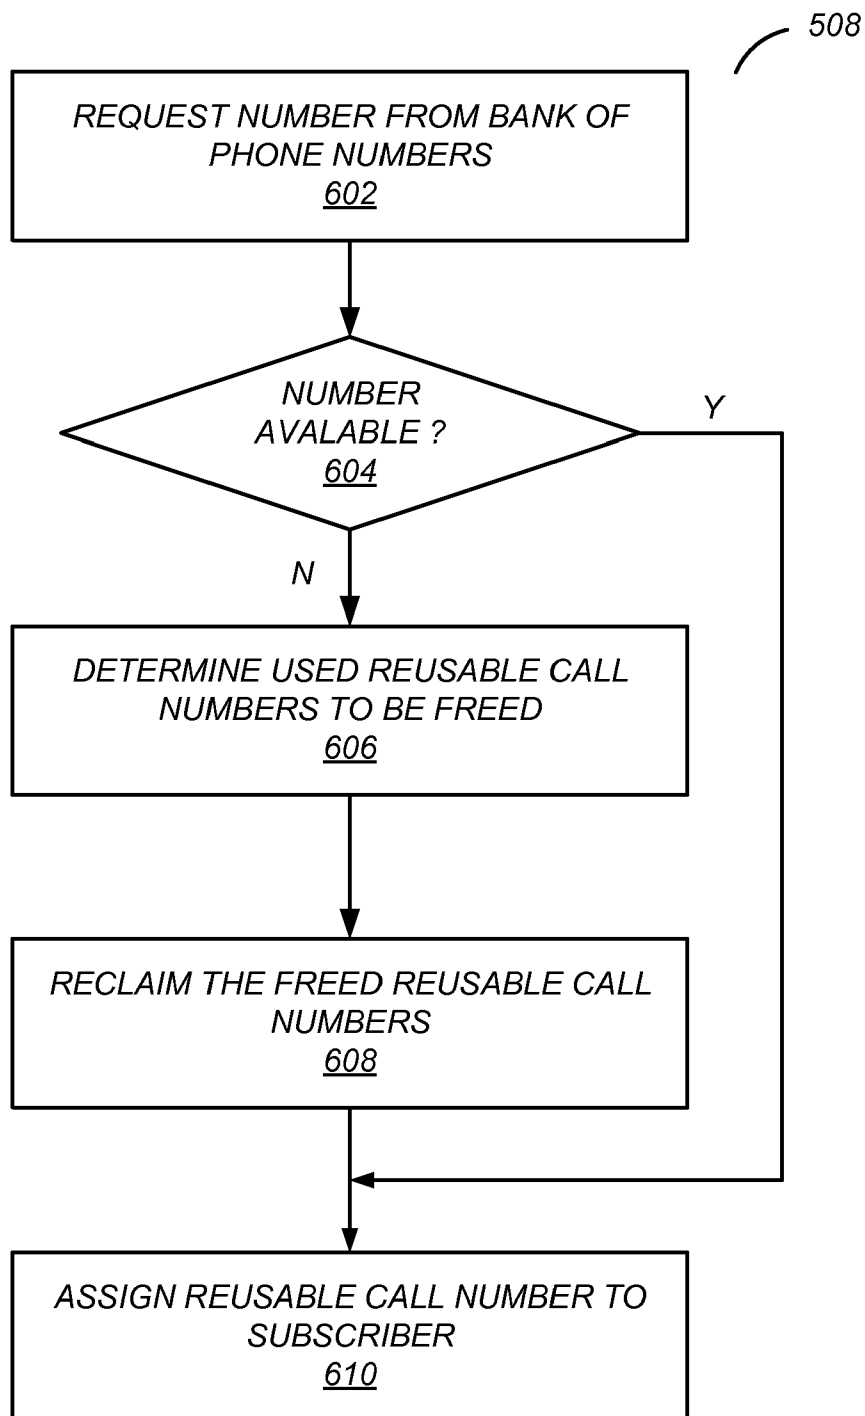 508
REQUEST NUMBER FROM BANK OF
PHONE NUMBERS
602
NUMBER
AVALABLE ?
604
Y
N
DETERMINE USED REUSABLE CALL
NUMBERS TO BE FREED
606
RECLAIM THE FREED REUSABLE CALL
NUMBERS
608
ASSIGN REUSABLE CALL NUMBER TO
SUBSCRIBER
610